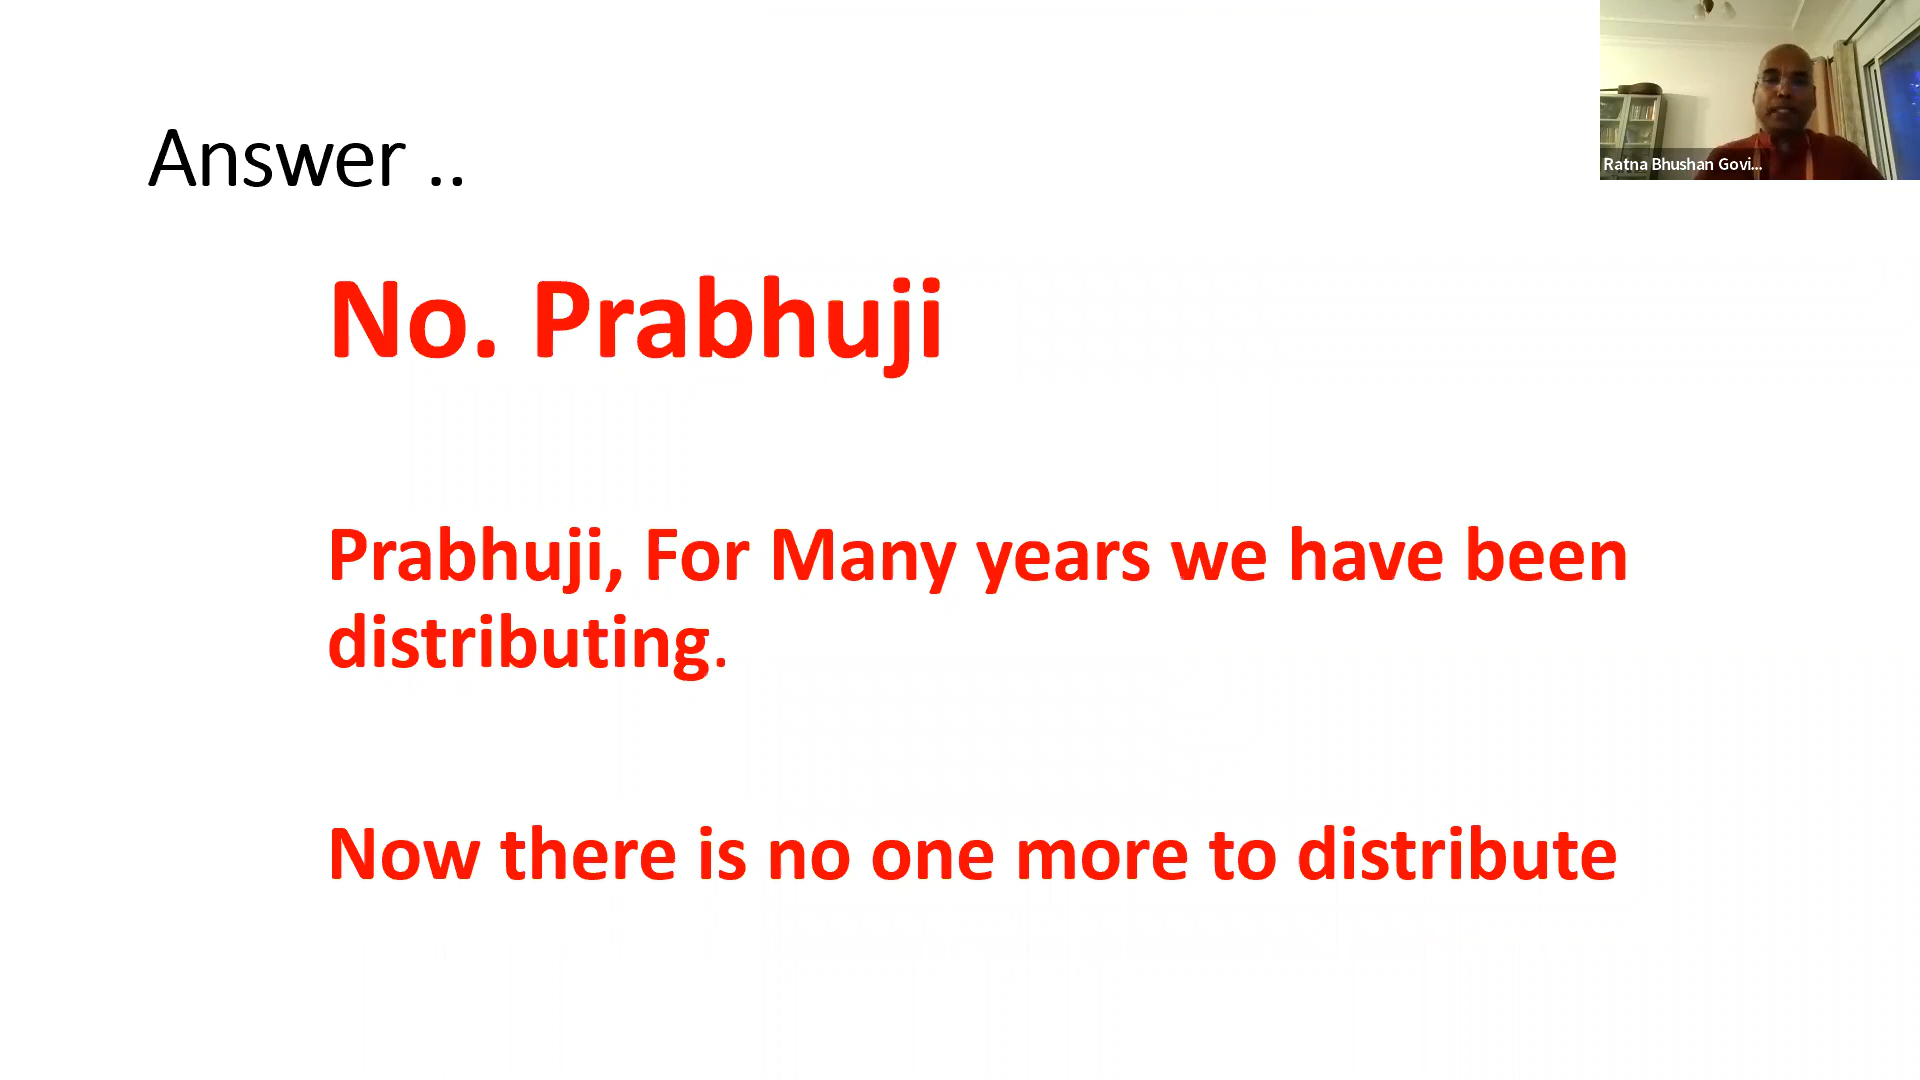 Answer ..
Ratna Bhushan Govi...
No. Prabhuji
Prabhuji, For Many years we have been
distributing.
Now there is no one more to distribute